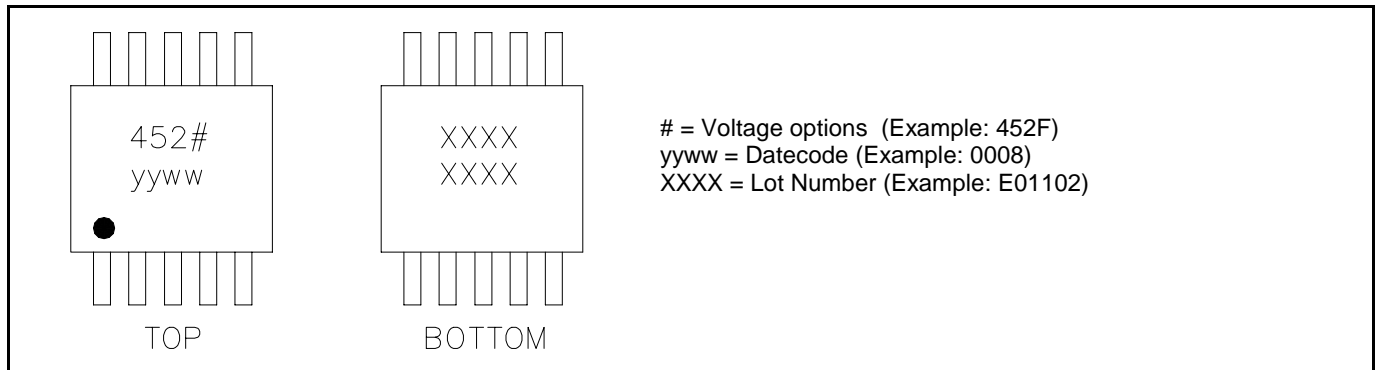 452#
yyww
TOP
XXXX
XXXX
BOTTOM
# = Voltage options  (Example: 452F)
yyww = Datecode (Example: 0008)
XXXX = Lot Number (Example: E01102)